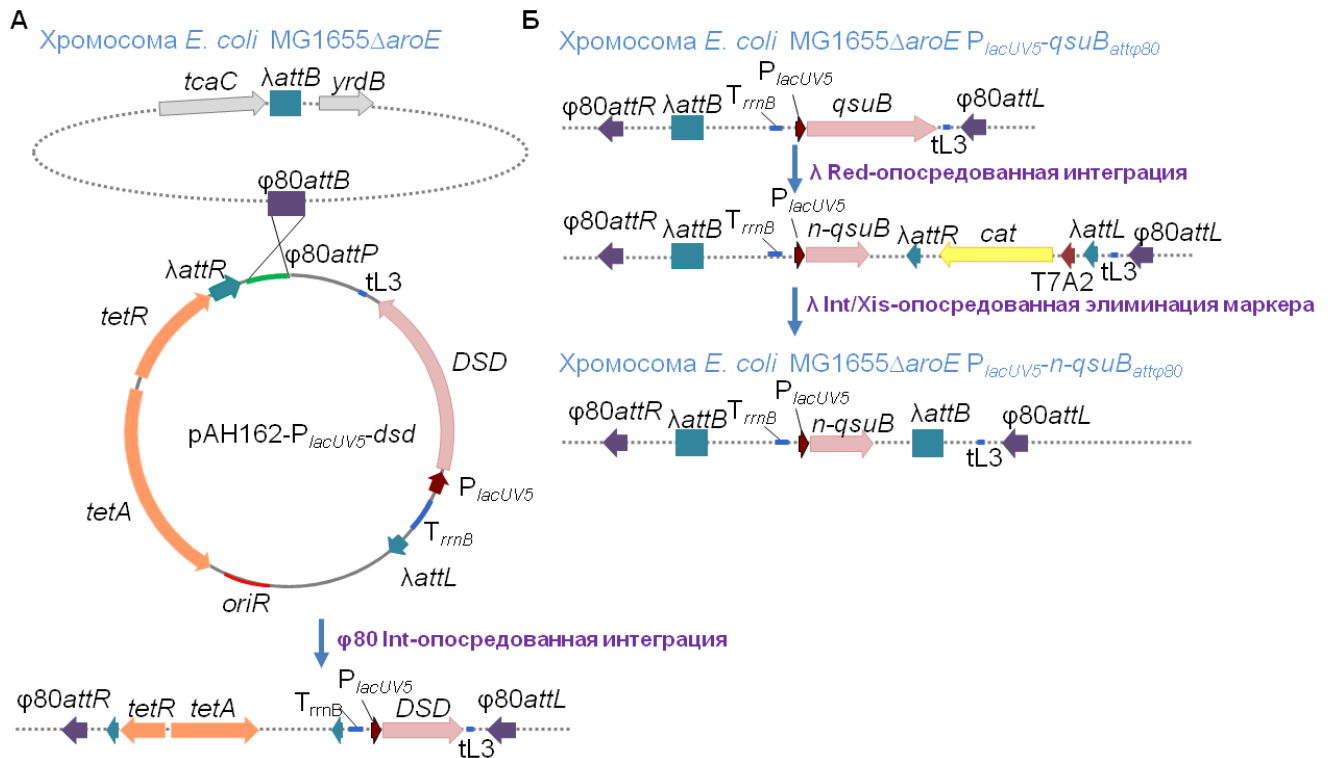 А
Хромосома E. coli MG1655ΔaroE
tcaC λattB yrdB
φ80attB
φ80attP
λattR
tL3
tetR
DSD
pAH162-PlacUV5-dsd
PlacUV5
tetA
TrrnB
λattL
oriR
φ80 Int-опосредованная интеграция
PlacUV5
φ80attR tetR tetA TrrnB DSD φ80attL
tL3
Б
Хромосома E. coli MG1655ΔaroE PlacUV5-qsuBattφ80
PlacUV5
φ80attR λattB TrrnB qsuB φ80attL
tL3
λ Red-опосредованная интеграция
PlacUV5
φ80attR λattB TrrnB n-qsuB λattR cat λattL φ80attL
T7A2 tL3
λ Int/Xis-опосредованная элиминация маркера
Хромосома E. coli MG1655ΔaroE PlacUV5-n-qsuBattφ80
PlacUV5
φ80attR λattB TrrnB n-qsuB λattB φ80attL
tL3